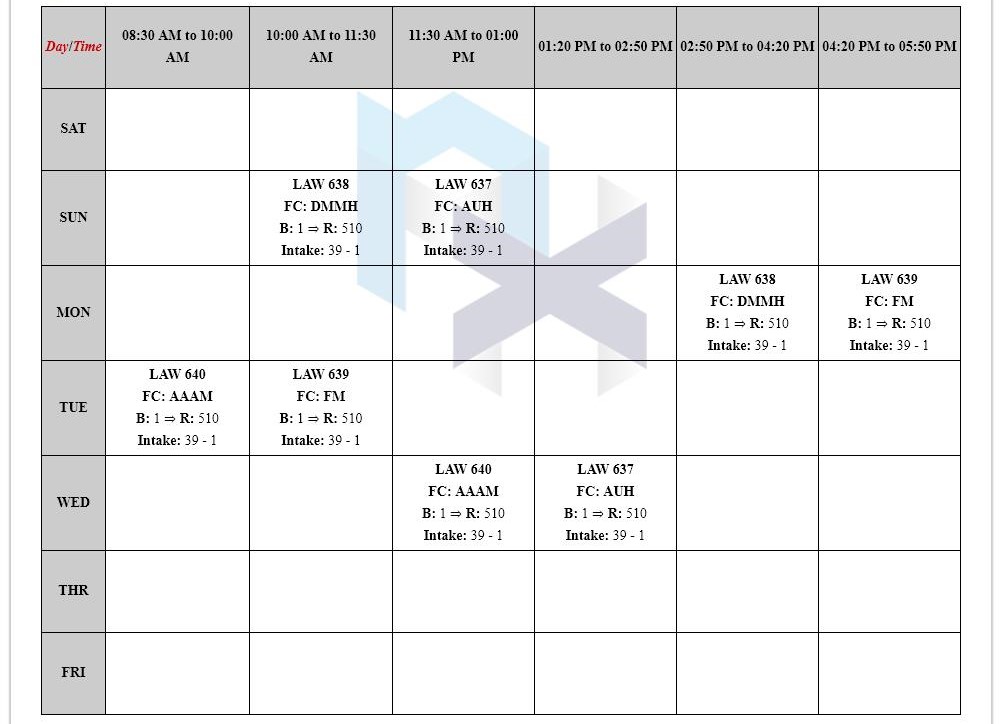 Day/Time
08:30 AM to 10:00
AM
10:00 AM to 11:30
AM
11:30 AM to 01:00
PM
01:20 PM to 02:50 PM
02:50 PM to 04:20 PM
04:20 PM to 05:50 PM
SAT
SUN
LAW 638
FC: DMMH
B: 1 ⇒ R: 510
Intake: 39 - 1
LAW 637
FC: AUH
B: 1 ⇒ R: 510
Intake: 39 - 1
MON
LAW 638
FC: DMMH
B: 1 ⇒ R: 510
Intake: 39 - 1
LAW 639
FC: FM
B: 1 ⇒ R: 510
Intake: 39 - 1
TUE
LAW 640
FC: AAAM
B: 1 ⇒ R: 510
Intake: 39 - 1
LAW 639
FC: FM
B: 1 ⇒ R: 510
Intake: 39 - 1
WED
LAW 640
FC: AAAM
B: 1 ⇒ R: 510
Intake: 39 - 1
LAW 637
FC: AUH
B: 1 ⇒ R: 510
Intake: 39 - 1
THR
FRI